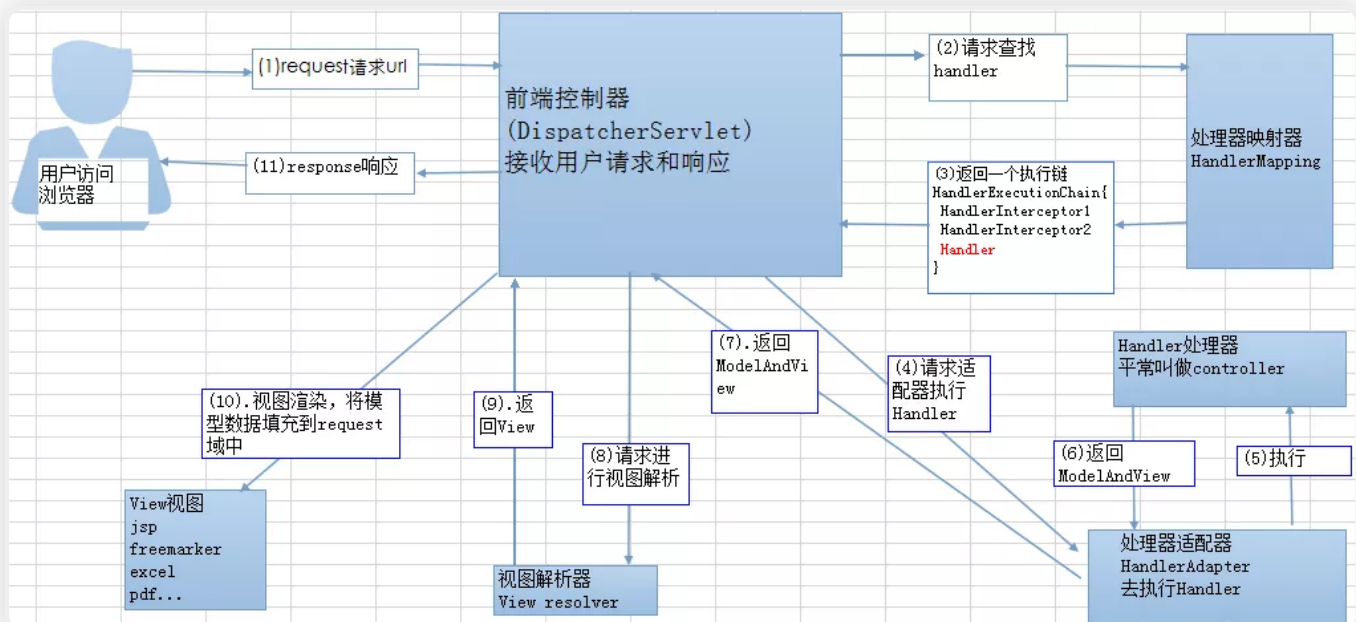 (1)request请求url
(2)请求查找
handler
前端控制器
(DispatcherServlet)
接收用户请求和响应
处理器映射器
HandlerMapping
用户访问
浏览器
(11)response响应
(3)返回一个执行链
HandlerExecutionChain{
HandlerInterceptor1
HandlerInterceptor2
Handler
}
(7).返回
ModelAndVi
ew
(4)请求适
配器执行
Handler
Handler处理器
平常叫做controller
(10).视图渲染，将模
型数据填充到request
域中
(9).返
回View
(8)请求进
行视图解析
(6)返回
ModelAndView
(5)执行
View视图
jsp
freemarker
excel
pdf...
视图解析器
View resolver
处理器适配器
HandlerAdapter
去执行Handler